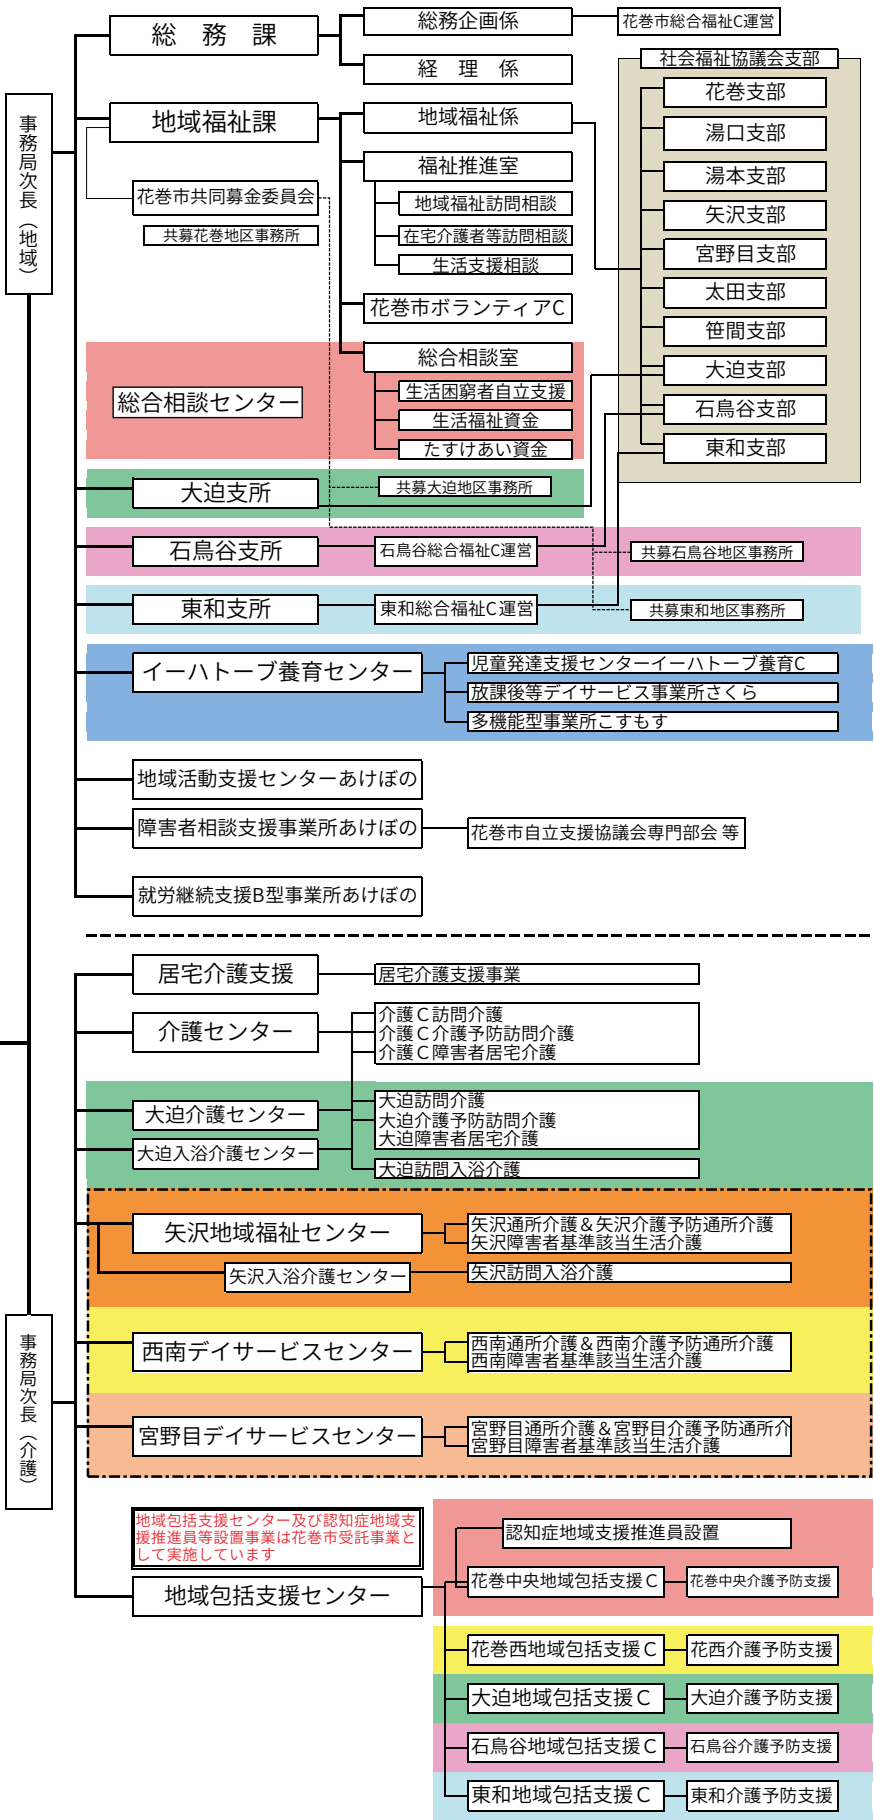 総務課
総務企画係
花巻市総合福祉C運営
経理係
社会福祉協議会支部
花巻支部
湯口支部
湯本支部
矢沢支部
宮野目支部
太田支部
笹間支部
大迫支部
石鳥谷支部
東和支部
事務局次長（地域）
地域福祉課
地域福祉係
福祉推進室
花巻市共同募金委員会
地域福祉訪問相談
共募花巻地区事務所
在宅介護者等訪問相談
生活支援相談
花巻市ボランティアC
総合相談室
総合相談センター
生活困窮者自立支援
生活福祉資金
たすけあい資金
大迫支所
共募大迫地区事務所
石鳥谷支所
石鳥谷総合福祉C運営
共募石鳥谷地区事務所
東和支所
東和総合福祉C運営
共募東和地区事務所
イーハトーブ養育センター
児童発達支援センターイーハトーブ養育C
放課後等デイサービス事業所さくら
多機能型事業所こすもす
地域活動支援センターあけぼの
障害者相談支援事業所あけぼの
花巻市自立支援協議会専門部会 等
就労継続支援B型事業所あけぼの
居宅介護支援
居宅介護支援事業
介護センター
介護Ｃ訪問介護
介護Ｃ介護予防訪問介護
介護Ｃ障害者居宅介護
大迫介護センター
大迫訪問介護
大迫介護予防訪問介護
大迫障害者居宅介護
大迫入浴介護センター
大迫訪問入浴介護
矢沢地域福祉センター
矢沢通所介護＆矢沢介護予防通所介護
矢沢障害者基準該当生活介護
矢沢入浴介護センター
矢沢訪問入浴介護
事務局次長（介護）
西南デイサービスセンター
西南通所介護＆西南介護予防通所介護
西南障害者基準該当生活介護
宮野目デイサービスセンター
宮野目通所介護＆宮野目介護予防通所介
宮野目障害者基準該当生活介護
地域包括支援センター及び認知症地域支
援推進員等設置事業は花巻市受託事業と
して実施しています
認知症地域支援推進員設置
地域包括支援センター
花巻中央地域包括支援Ｃ
花巻中央介護予防支援
花巻西地域包括支援Ｃ
花西介護予防支援
大迫地域包括支援Ｃ
大迫介護予防支援
石鳥谷地域包括支援Ｃ
石鳥谷介護予防支援
東和地域包括支援Ｃ
東和介護予防支援